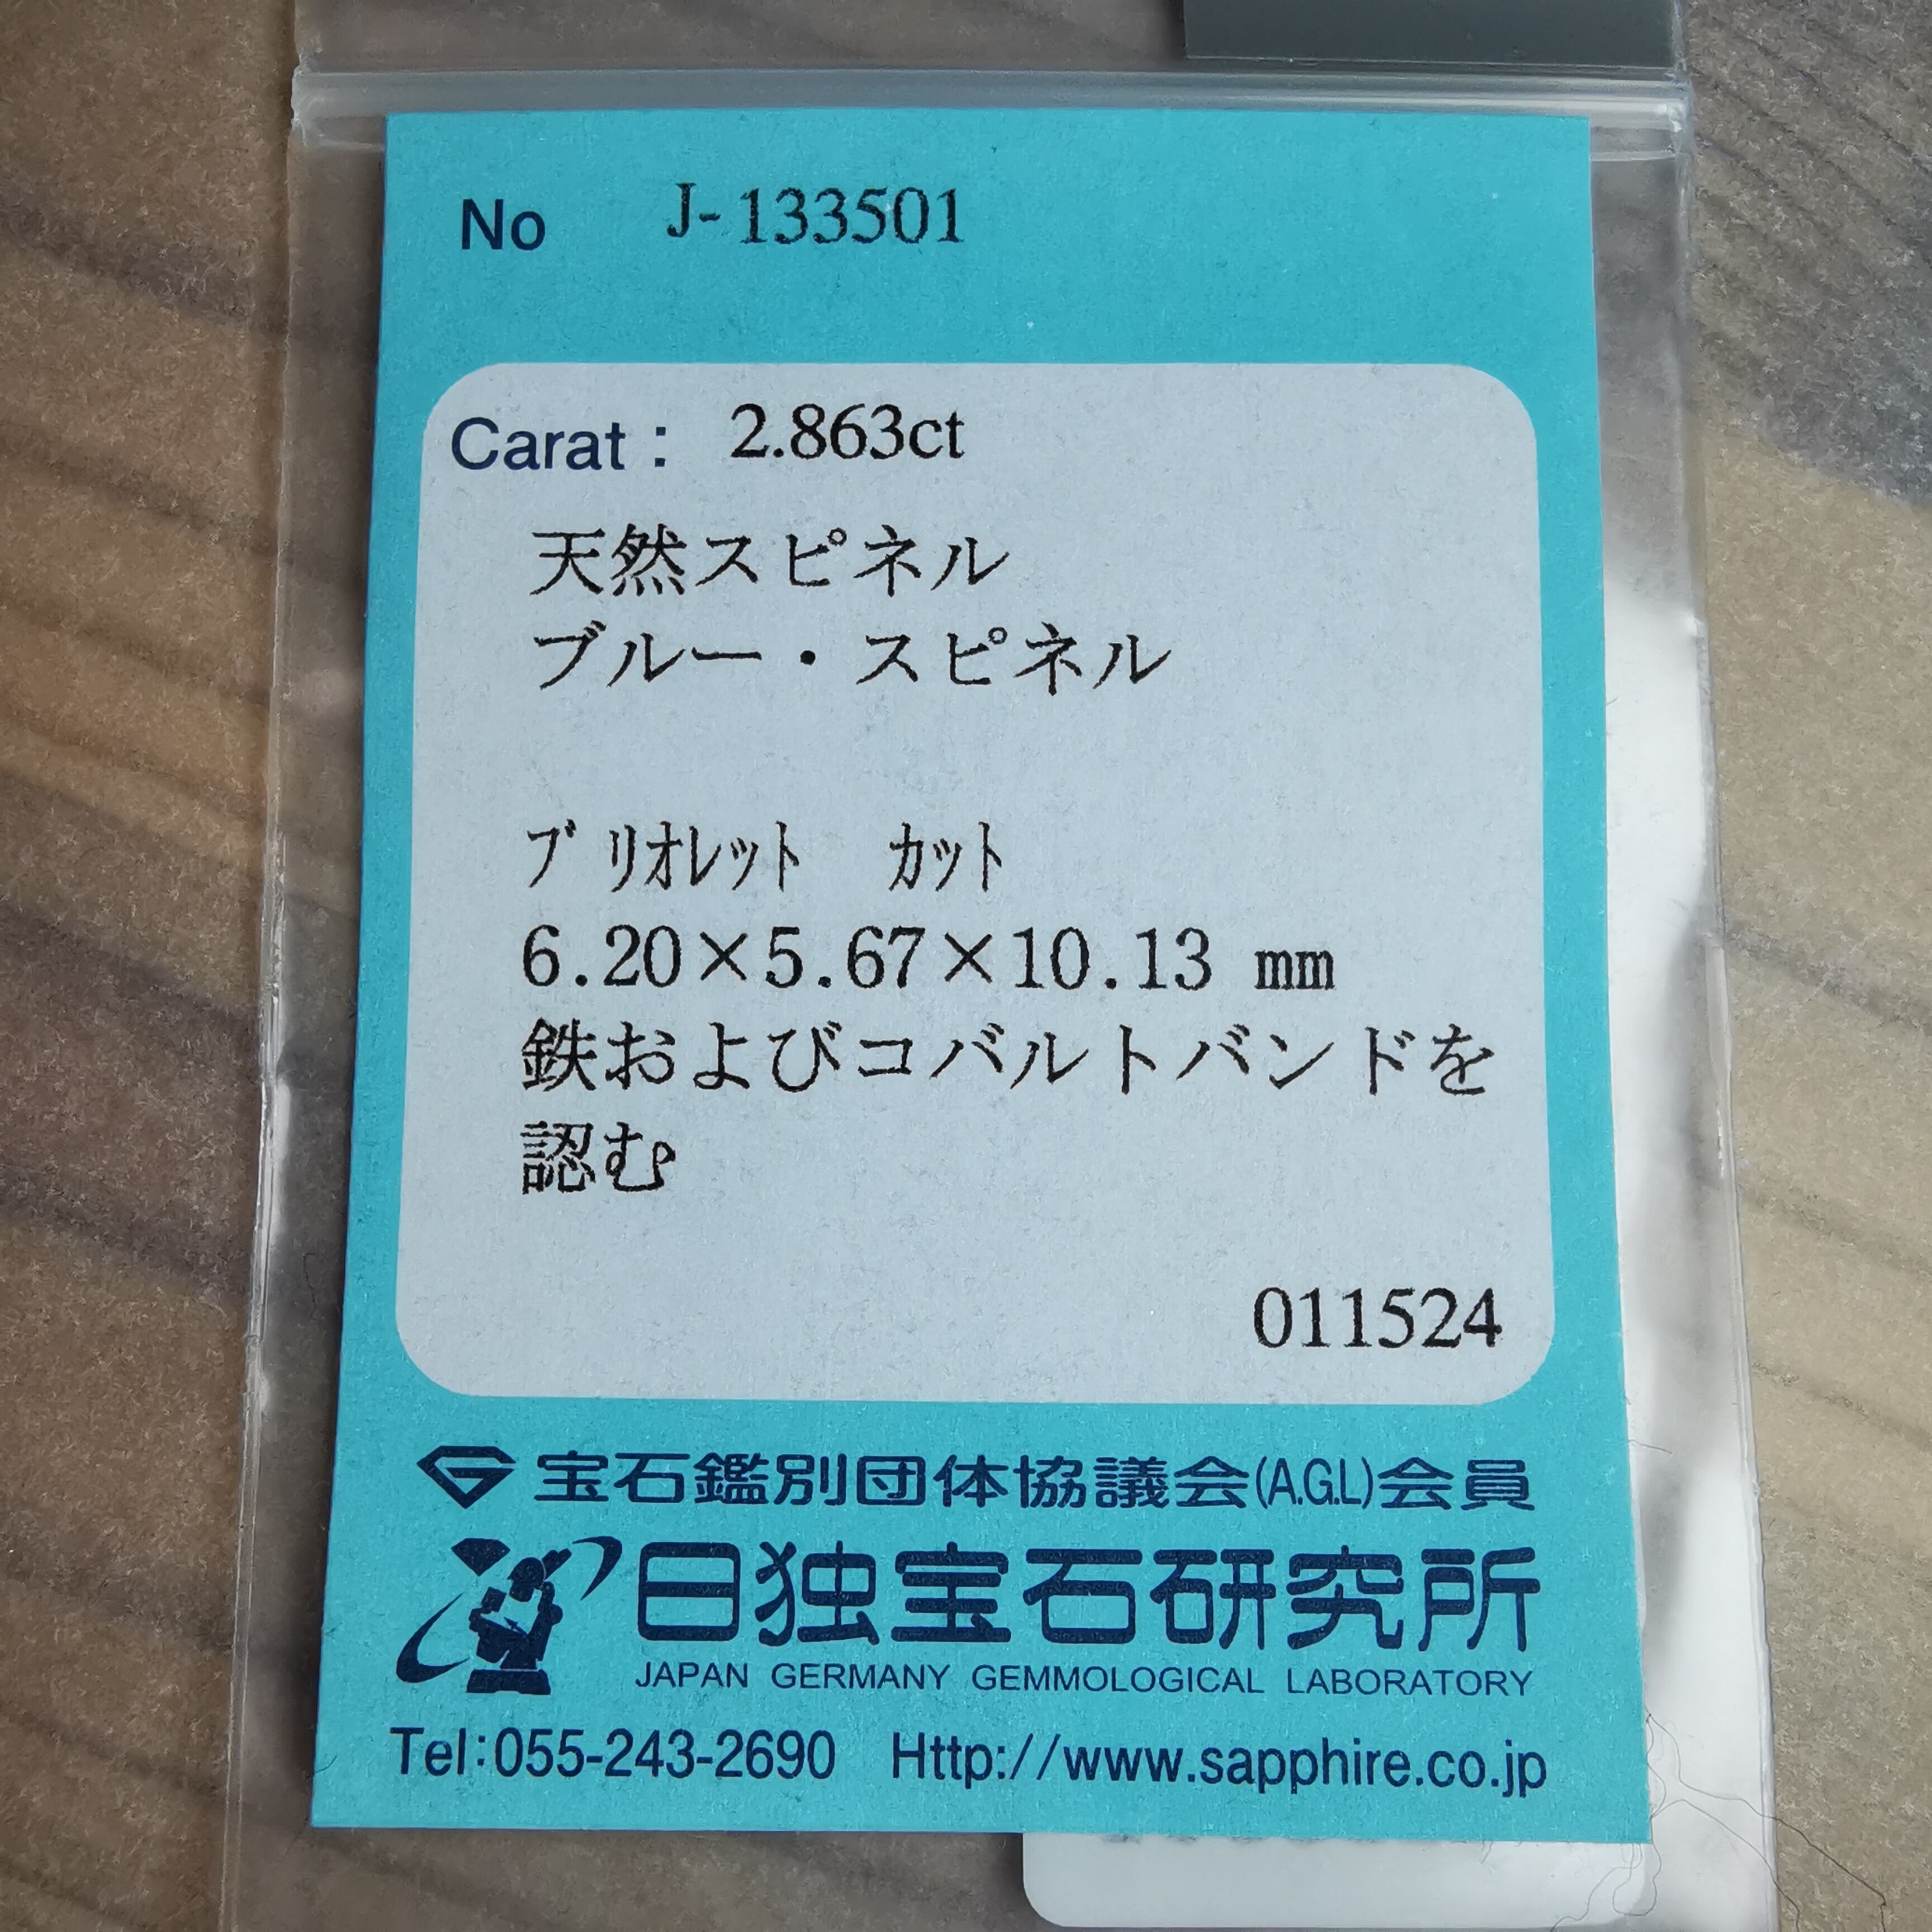 No J-133501
Carat : 2.863ct
天然スピネル
ブルー・スピネル
ﾌﾞﾘｵﾚｯﾄ ｶｯﾄ
6.20×5.67×10.13 mm
鉄およびコバルトバンドを
認む
011524
宝石鑑別団体協議会(A.G.L)会員
日独宝石研究所
JAPAN GERMANY GEMMOLOGICAL LABORATORY
Tel:055-243-2690 Http://www.sapphire.co.jp